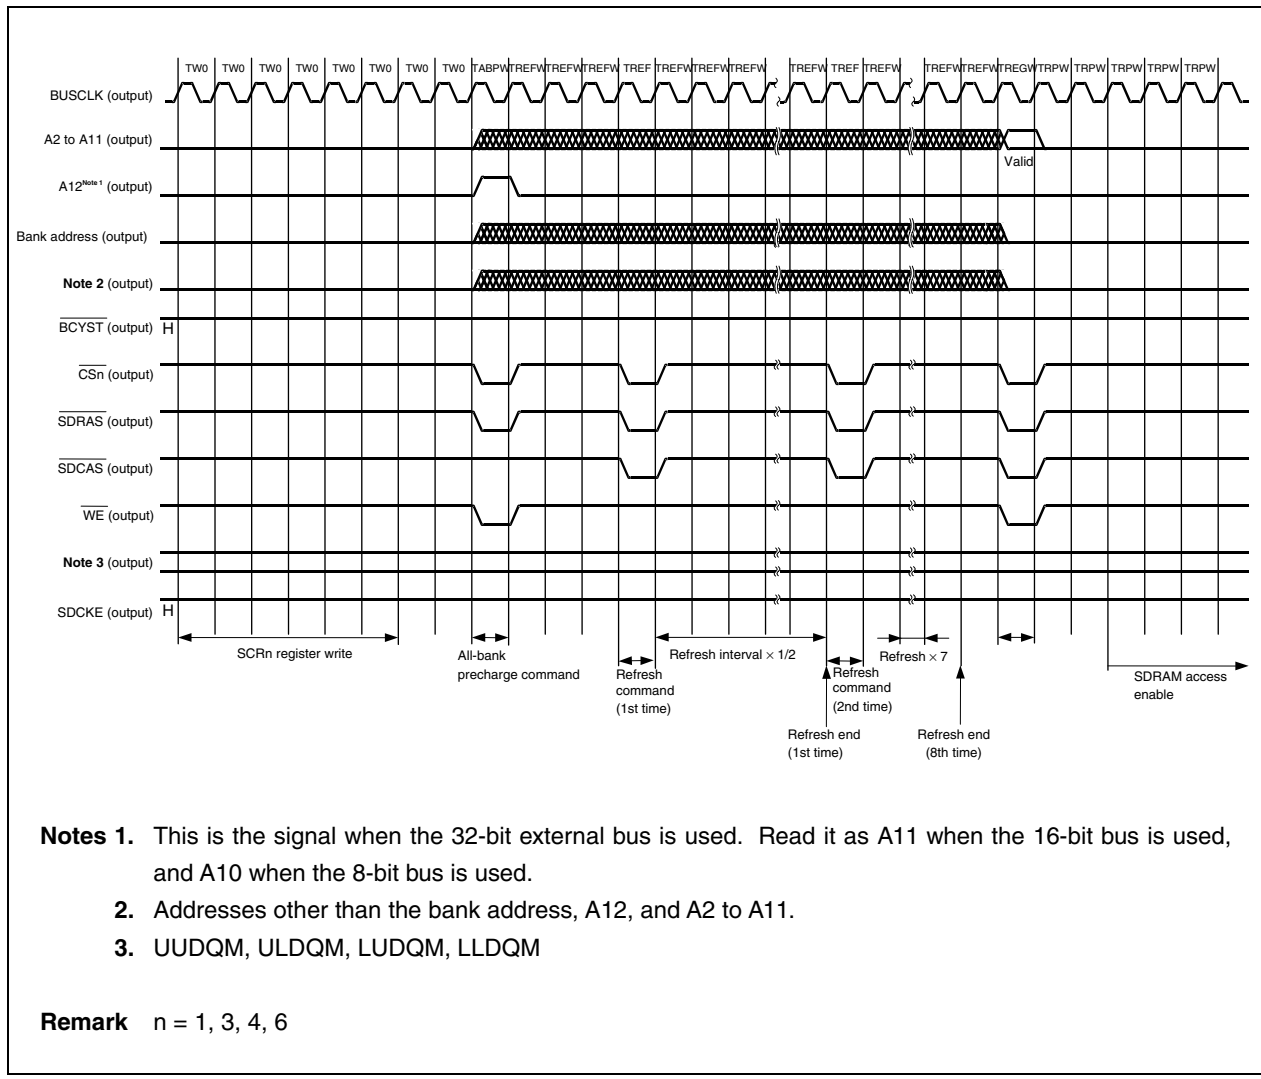 TW0 TW0 TW0 TW0 TW0 TW0 TW0 TW0 TABPW TREFW TREFW TREFW TREF TREFW TREFW TREFW TREFW TREF TREFW TREFW TREFW TREGW TRPW TRPW TRPW TRPW
BUSCLK (output)
A2 to A11 (output)
Valid
A12Note 1 (output)
Bank address (output)
Note 2 (output)
BCYST (output) H
CSn (output)
SDRAS (output)
SDCAS (output)
WE (output)
Note 3 (output)
SDCKE (output) H
SCRn register write
All-bank
precharge command
Refresh
command
(1st time)
Refresh interval × 1/2
Refresh end
(1st time)
Refresh
command
(2nd time)
Refresh × 7
Refresh end
(8th time)
SDRAM access
enable
Notes 1. This is the signal when the 32-bit external bus is used. Read it as A11 when the 16-bit bus is used,
and A10 when the 8-bit bus is used.
2. Addresses other than the bank address, A12, and A2 to A11.
3. UUDQM, ULDQM, LUDQM, LLDQM
Remark n = 1, 3, 4, 6